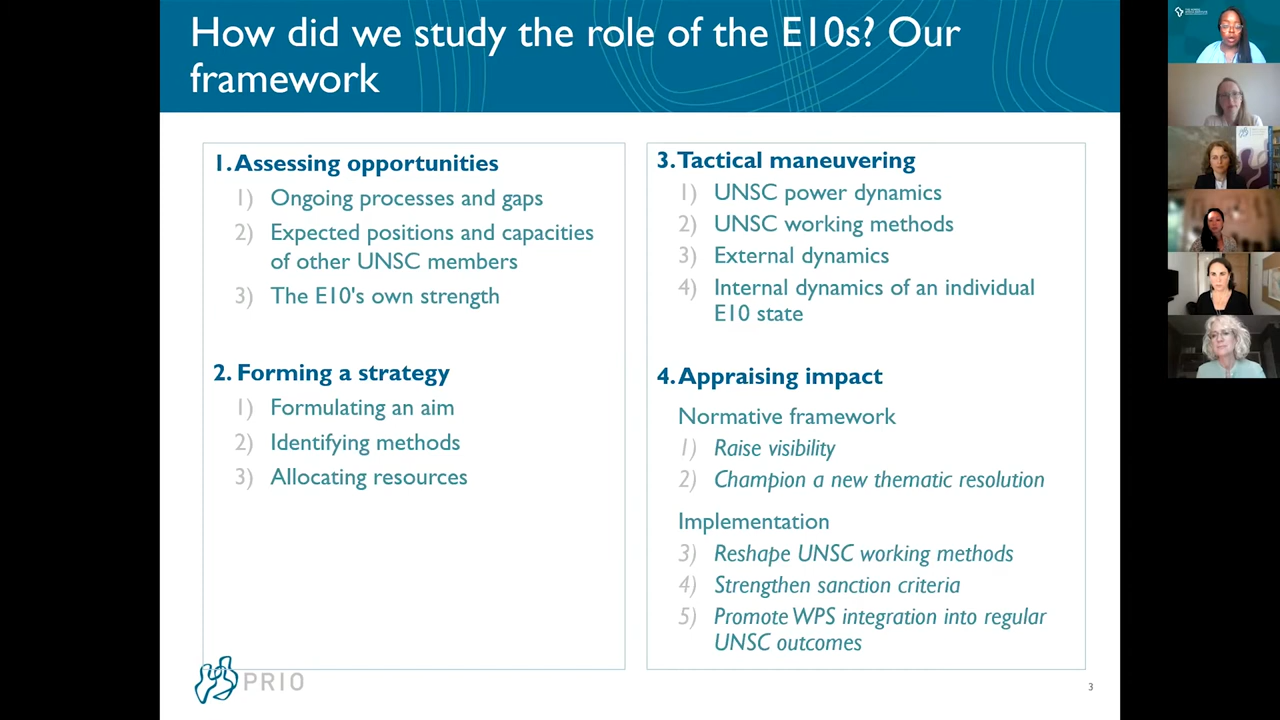 How did we study the role of the E10s? Our
framework
1. Assessing opportunities
1) Ongoing processes and gaps
2) Expected positions and capacities
of other UNSC members
3) The E10's own strength
2. Forming a strategy
1) Formulating an aim
2) Identifying methods
3) Allocating resources
3. Tactical maneuvering
1) UNSC power dynamics
2) UNSC working methods
3) External dynamics
4) Internal dynamics of an individual
E10 state
4. Appraising impact
Normative framework
1) Raise visibility
2) Champion a new thematic resolution
Implementation
3) Reshape UNSC working methods
4) Strengthen sanction criteria
5) Promote WPS integration into regular
UNSC outcomes
PRIO
3